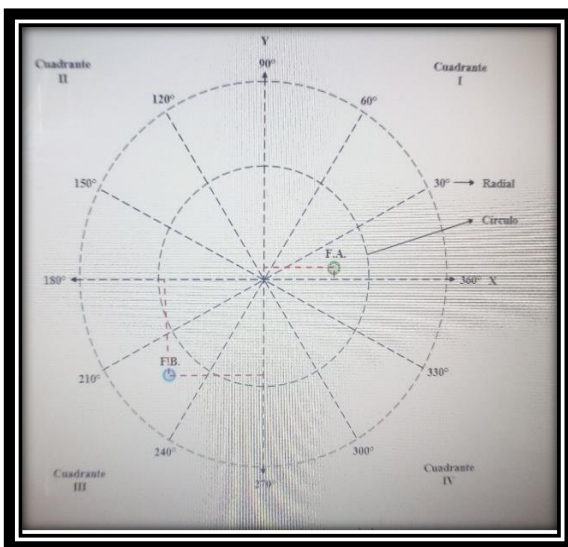 Y
90°
Cuadrante
II
Cuadrante
I
120°
60°
150°
30° → Radial
Circulo
F.A.
180°
360° X
F.B.
210°
330°
240°
300°
270°
Cuadrante
III
Cuadrante
IV